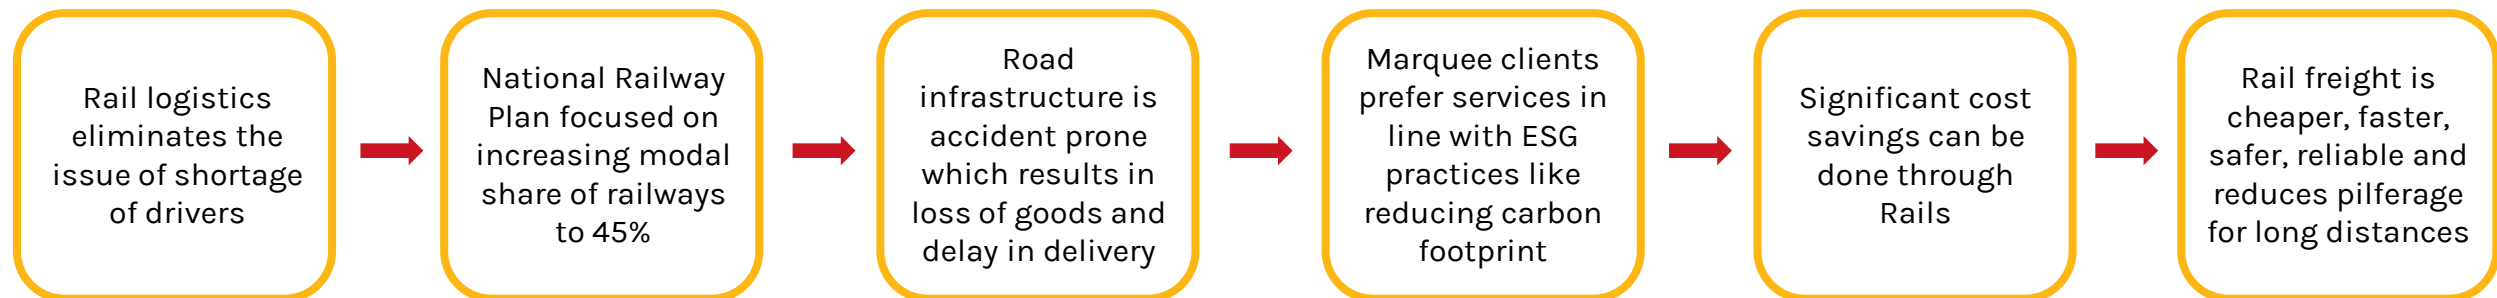 Rail logistics
eliminates the
issue of shortage
of drivers
National Railway
Plan focused on
increasing modal
share of railways
to 45%
Road
infrastructure is
accident prone
which results in
loss of goods and
delay in delivery
Marquee clients
prefer services in
line with ESG
practices like
reducing carbon
footprint
Significant cost
savings can be
done through
Rails
Rail freight is
cheaper, faster,
safer, reliable and
reduces pilferage
for long distances